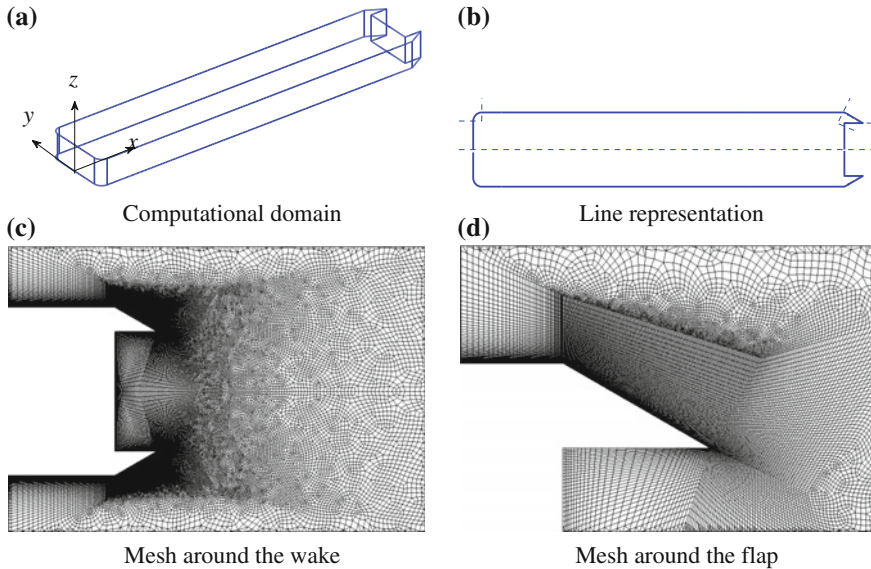 (a)
(b)
z
y
x
Computational domain
Line representation
(c)
(d)
Mesh around the wake
Mesh around the flap